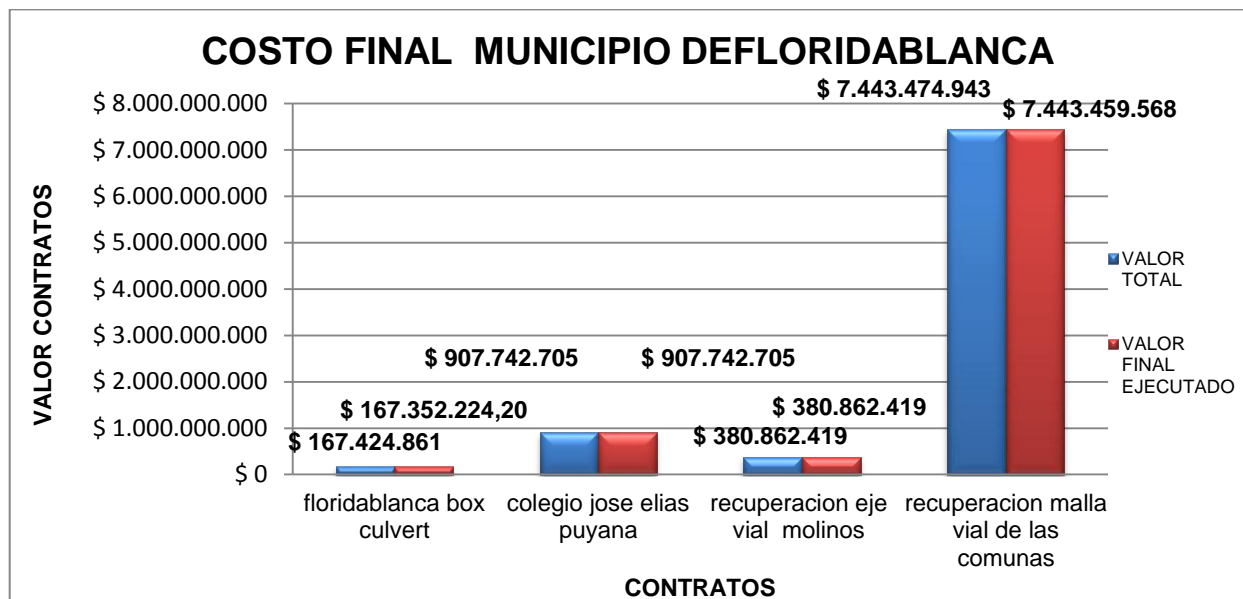 COSTO FINAL MUNICIPIO DEFLORIDABLANCA
VALOR CONTRATOS
$ 8.000.000.000
$ 7.000.000.000
$ 6.000.000.000
$ 5.000.000.000
$ 4.000.000.000
$ 3.000.000.000
$ 2.000.000.000
$ 1.000.000.000
$ 0
$ 7.443.474.943
$ 7.443.459.568
$ 907.742.705
$ 907.742.705
$ 167.352.224,20
$ 167.424.861
$ 380.862.419
$ 380.862.419
floridablanca box
culvert
colegio jose elias
puyana
recuperacion eje
vial molinos
recuperacion malla
vial de las
comunas
CONTRATOS
VALOR
TOTAL
VALOR
FINAL
EJECUTADO